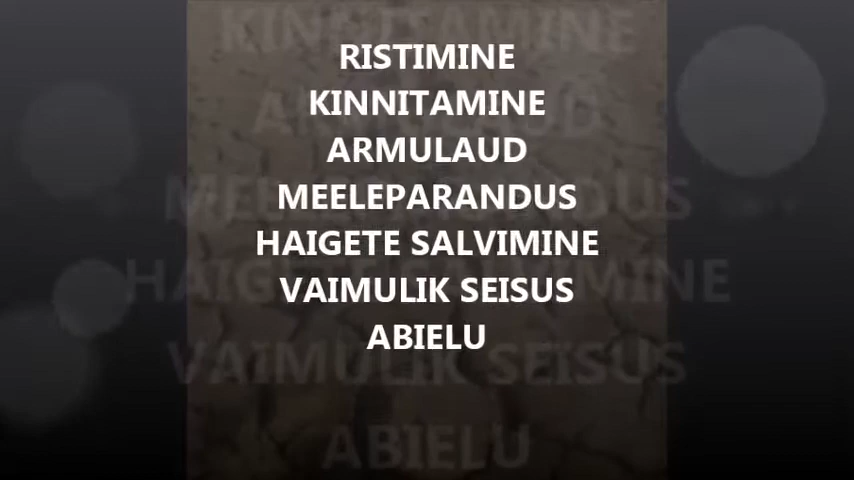 RISTIMINE
KINNITAMINE
ARMULAUD
MEELEPARANDUS
HAIGETE SALVIMINE
VAIMULIK SEISUS
ABIELU